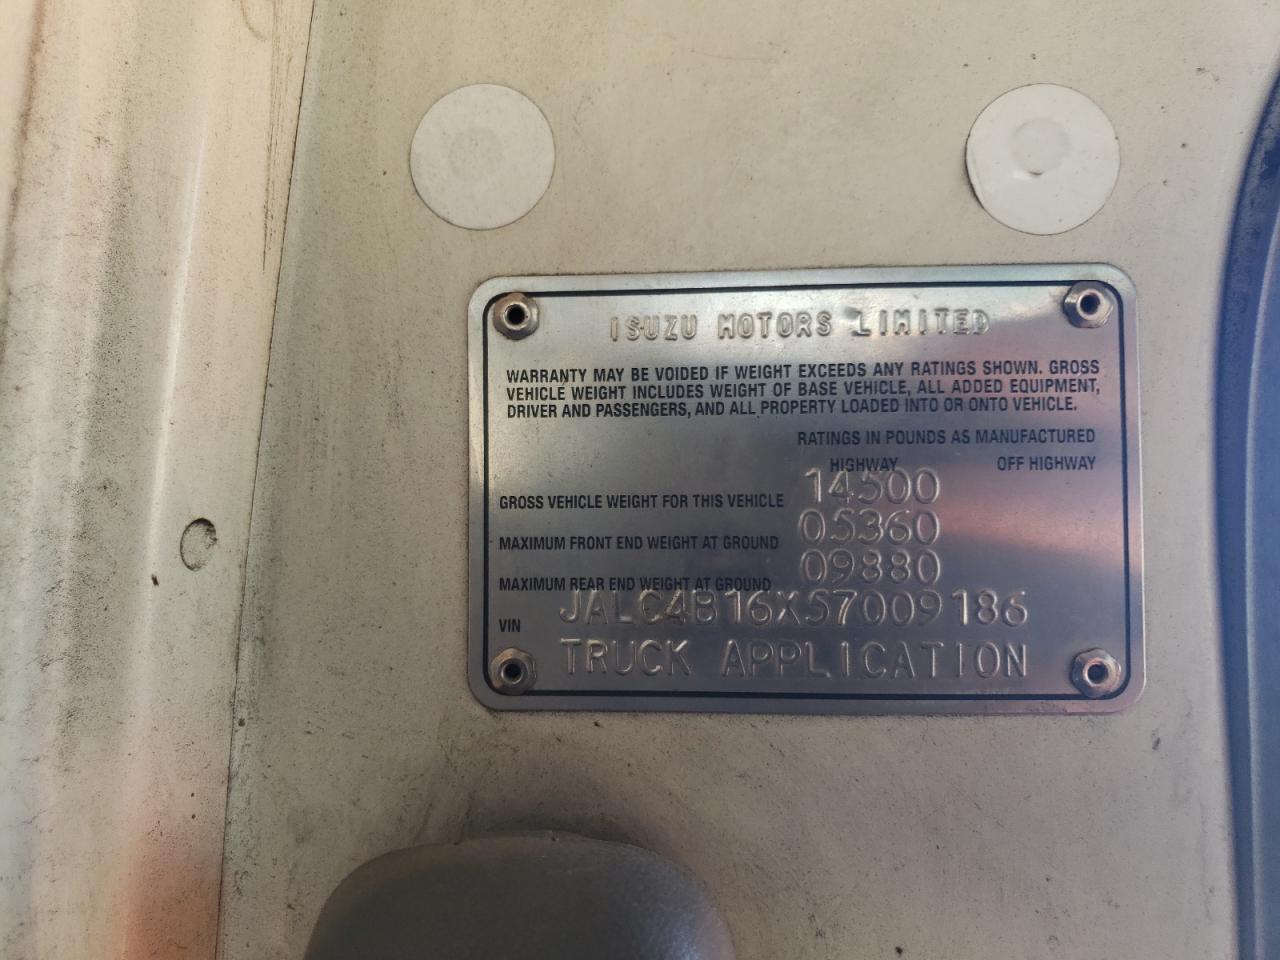 ISUZU MOTORS LIMITED
WARRANTY MAY BE VOIDED IF WEIGHT EXCEEDS ANY RATINGS SHOWN. GROSS
VEHICLE WEIGHT INCLUDES WEIGHT OF BASE VEHICLE, ALL ADDED EQUIPMENT,
DRIVER AND PASSENGERS, AND ALL PROPERTY LOADED INTO OR ONTO VEHICLE.
RATINGS IN POUNDS AS MANUFACTURED
HIGHWAY OFF HIGHWAY
GROSS VEHICLE WEIGHT FOR THIS VEHICLE 14500
MAXIMUM FRONT END WEIGHT AT GROUND 05360
MAXIMUM REAR END WEIGHT AT GROUND 09880
VIN JALC4B16X57009186
TRUCK APPLICATION